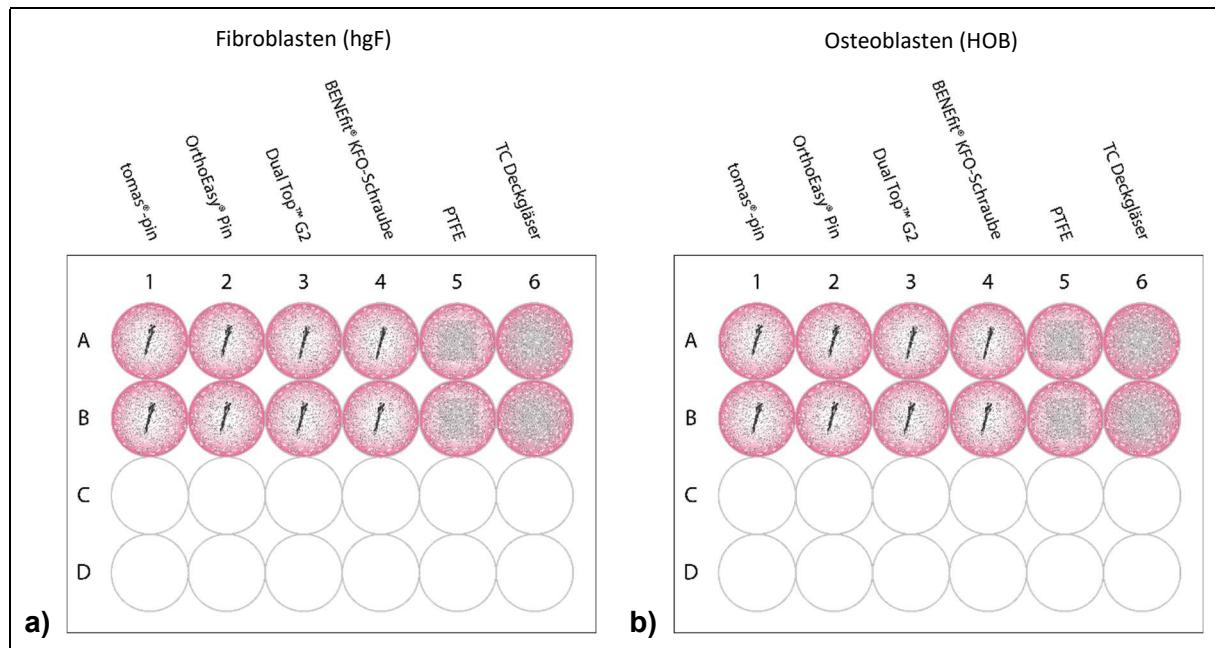 Fibroblasten (hgF)
tomas®-pin
OrthoEasy® Pin
Dual Top™ G2
BENEfit® KFO-Schraube
PTFE
TC Deckgläser
1 2 3 4 5 6
A
B
C
D
a)
Osteoblasten (HOB)
tomas®-pin
OrthoEasy® Pin
Dual Top™ G2
BENEfit® KFO-Schraube
PTFE
TC Deckgläser
1 2 3 4 5 6
A
B
C
D
b)